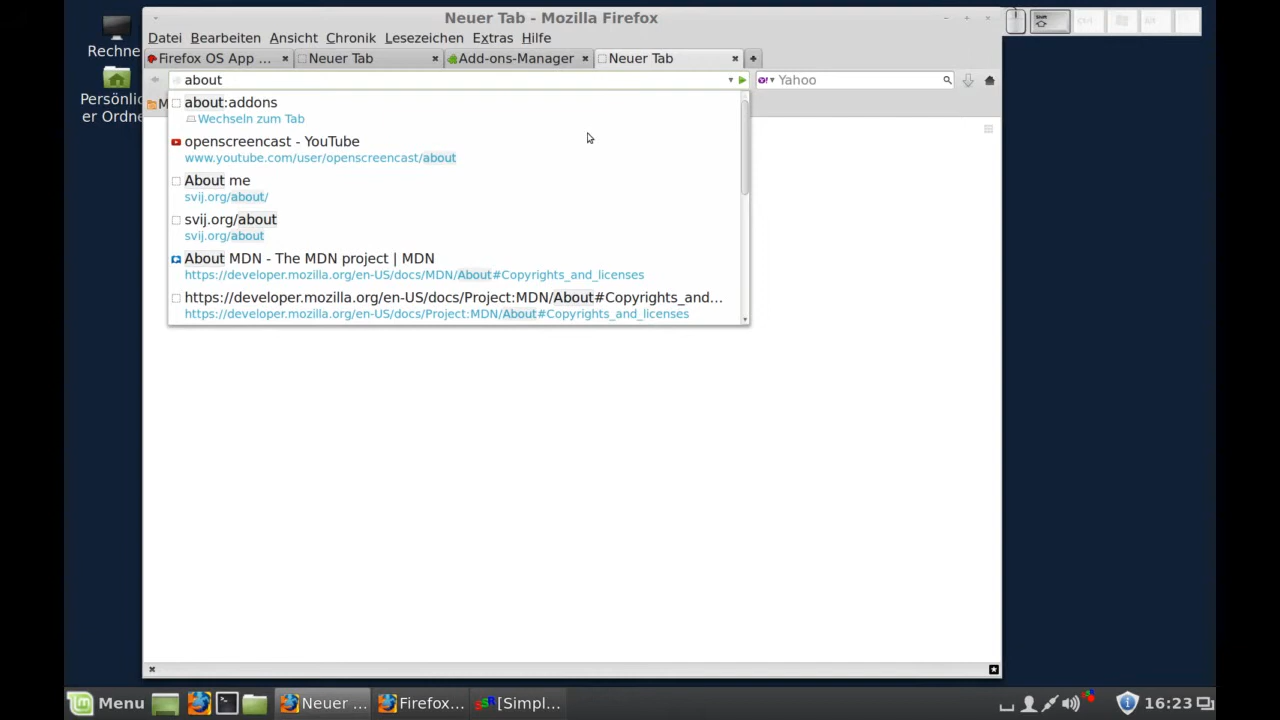 Neuer Tab - Mozilla Firefox
Datei Bearbeiten Ansicht Chronik Lesezeichen Extras Hilfe
Firefox OS App ... Neuer Tab Add-ons-Manager Neuer Tab
about Yahoo
M
about:addons
Wechseln zum Tab
openscreencast - YouTube
www.youtube.com/user/openscreencast/about
About me
svij.org/about/
svij.org/about
svij.org/about
About MDN - The MDN project | MDN
https://developer.mozilla.org/en-US/docs/MDN/About#Copyrights_and_licenses
https://developer.mozilla.org/en-US/docs/Project:MDN/About#Copyrights_and...
https://developer.mozilla.org/en-US/docs/Project:MDN/About#Copyrights_and_licenses
Rechne
Persönlic
er Ordne
Shift
Menu Neuer ... Firefox... [Simpl... 16:23